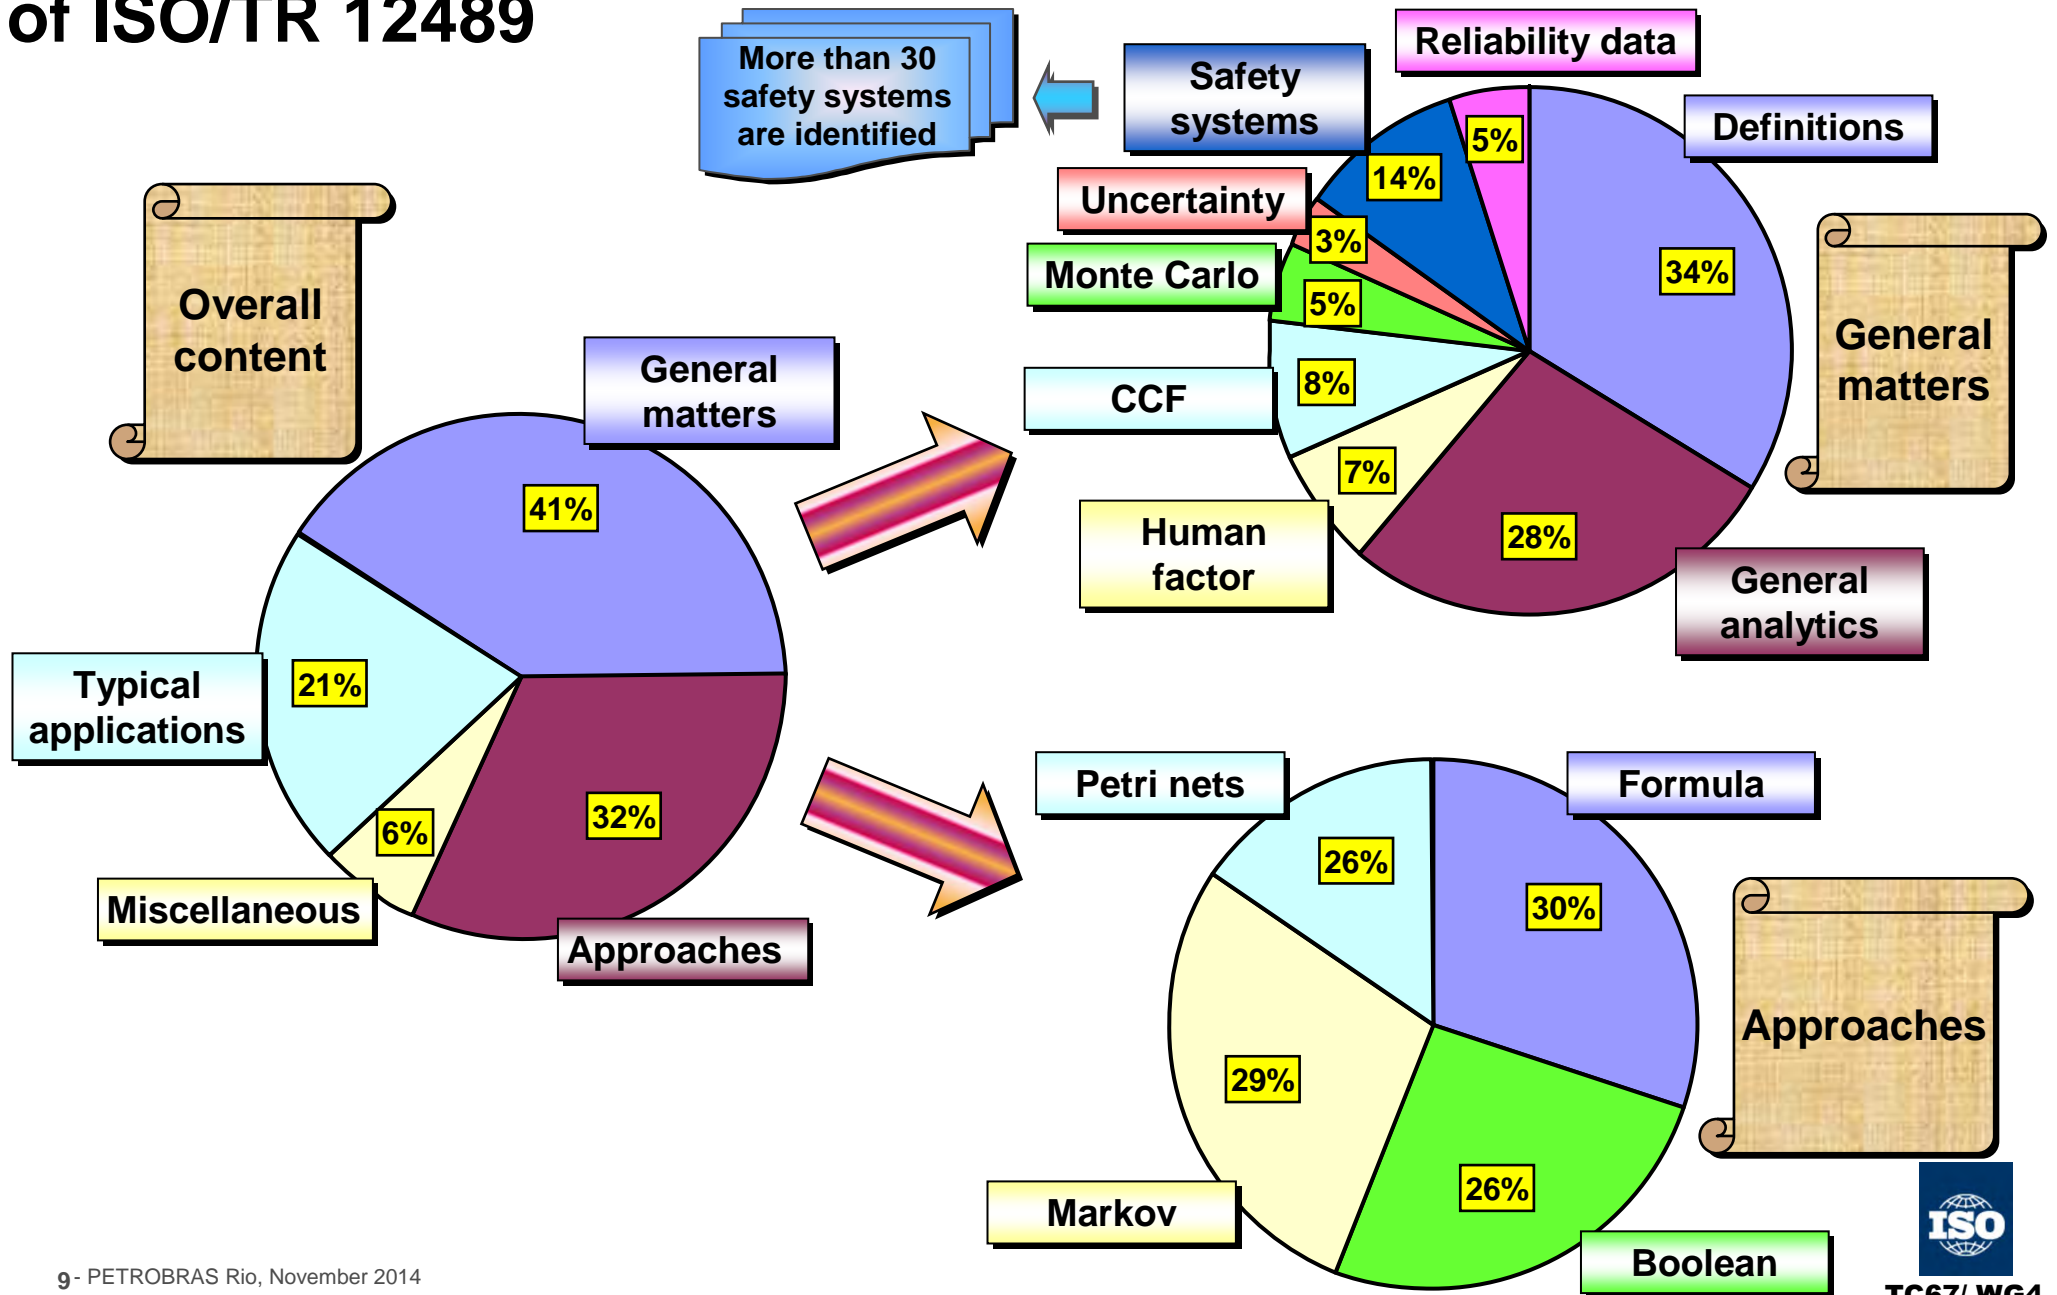 of ISO/TR 12489
More than 30
safety systems
are identified
Safety
systems
Reliability data
Definitions
5%
14%
Uncertainty
3%
34%
Monte Carlo
5%
General
matters
CCF
8%
7%
Human
factor
28%
General
analytics
Overall
content
General
matters
41%
Typical
applications
21%
6%
32%
Miscellaneous
Approaches
Petri nets
Formula
26%
30%
Approaches
29%
26%
Markov
Boolean
ISO
TC67/ WG4
9 - PETROBRAS Rio, November 2014